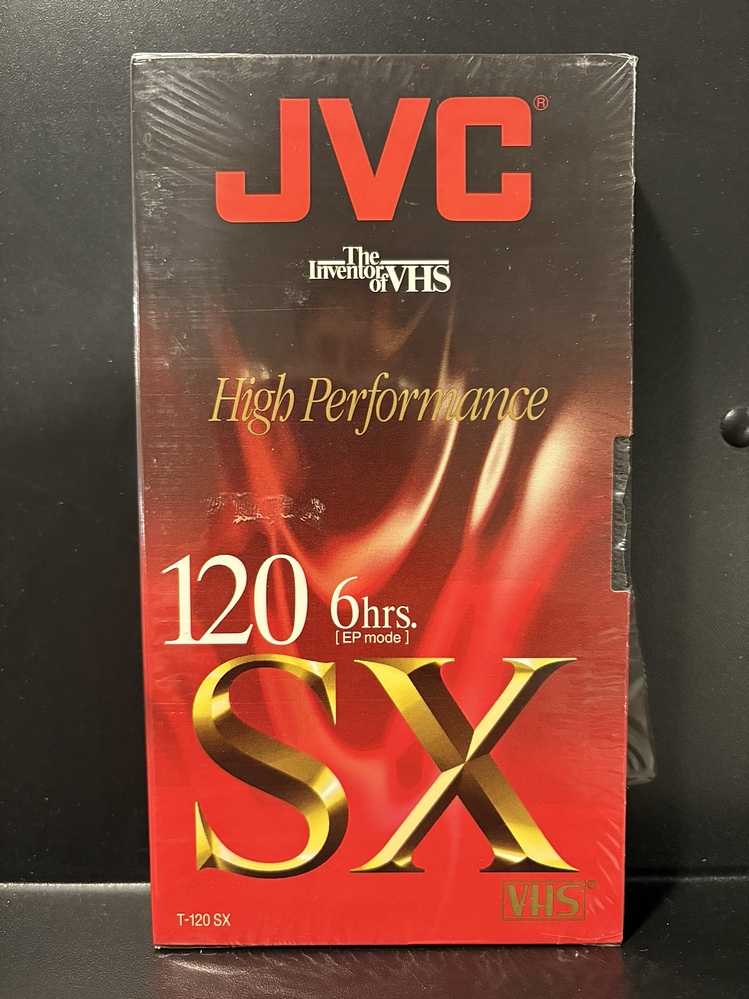 JVC®
The
Inventor
of VHS
High Performance
120 6hrs.
[EP mode]
SX
VHS®
T-120 SX